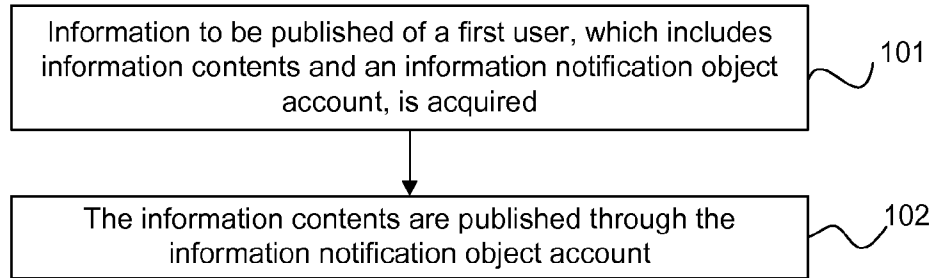 Information to be published of a first user, which includes
information contents and an information notification object
account, is acquired
101
The information contents are published through the
information notification object account
102